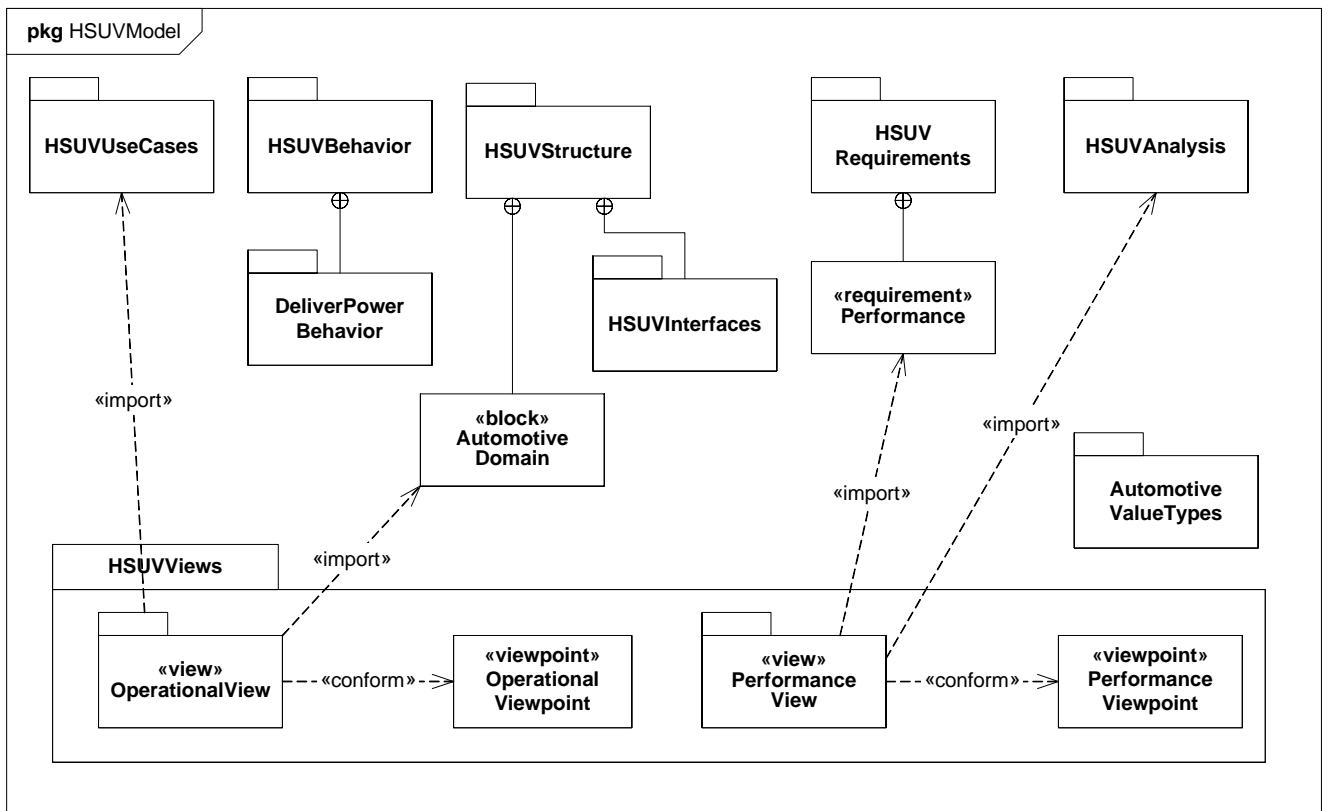 pkg HSUVModel
HSUVUseCases
HSUVBehavior
HSUVStructure
HSUV
Requirements
HSUVAnalysis
DeliverPower
Behavior
HSUVInterfaces
«requirement»
Performance
«import»
«block»
Automotive
Domain
«import»
«import»
Automotive
ValueTypes
«import»
HSUVViews
«view»
OperationalView
«conform»
«viewpoint»
Operational
Viewpoint
«view»
Performance
View
«conform»
«viewpoint»
Performance
Viewpoint